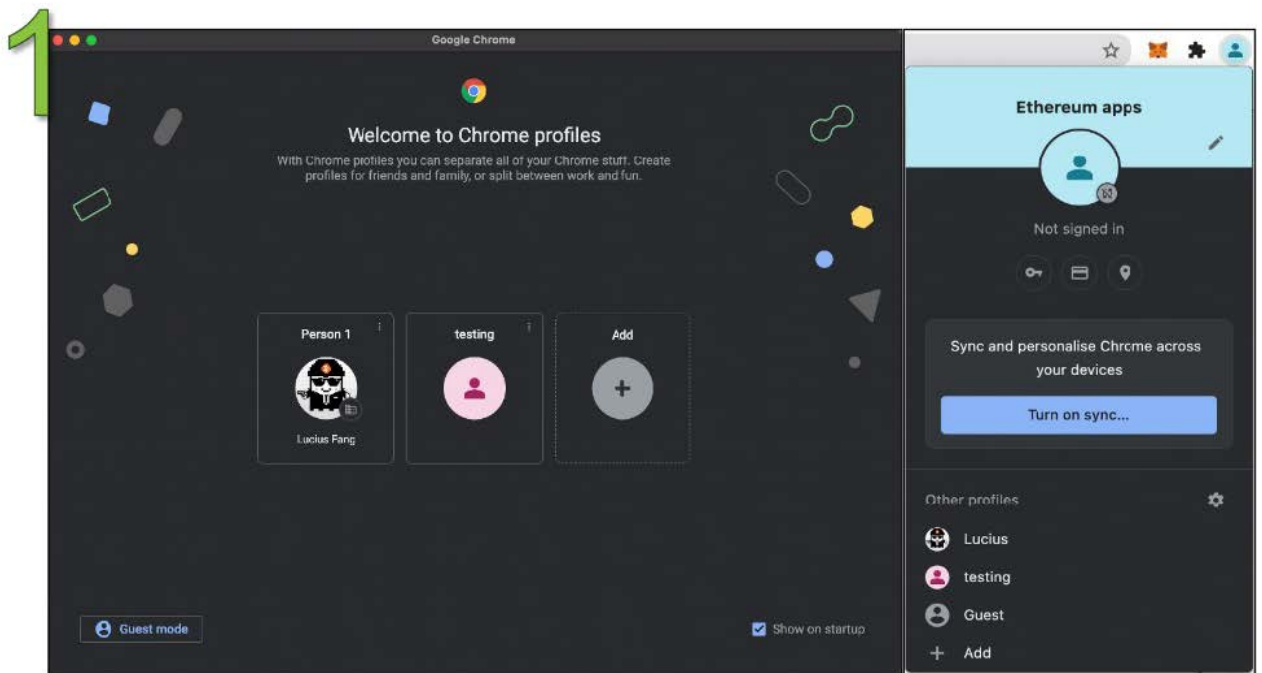 1
Google Chrome
Welcome to Chrome profiles
With Chrome profiles you can separate all of your Chrome stuff. Create
profiles for friends and family, or split between work and fun.
Person 1
testing
Add
Lucius Fang
Guest mode
Show on startup
Ethereum apps
Not signed in
Sync and personalise Chrome across
your devices
Turn on sync...
Other profiles
Lucius
testing
Guest
Add